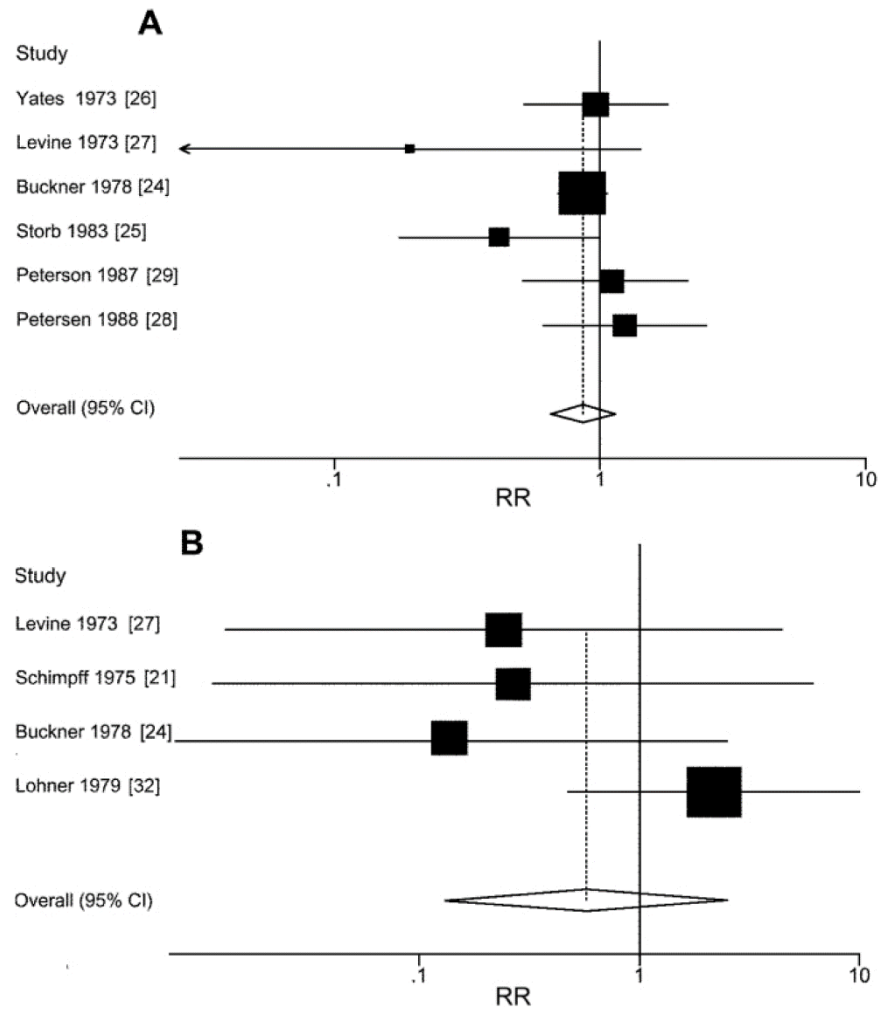 A
Study
Yates 1973 [26]
Levine 1973 [27]
Buckner 1978 [24]
Storb 1983 [25]
Peterson 1987 [29]
Petersen 1988 [28]
Overall (95% CI)
.1 1 10
RR
B
Study
Levine 1973 [27]
Schimpff 1975 [21]
Buckner 1978 [24]
Lohner 1979 [32]
Overall (95% CI)
.1 1 10
RR